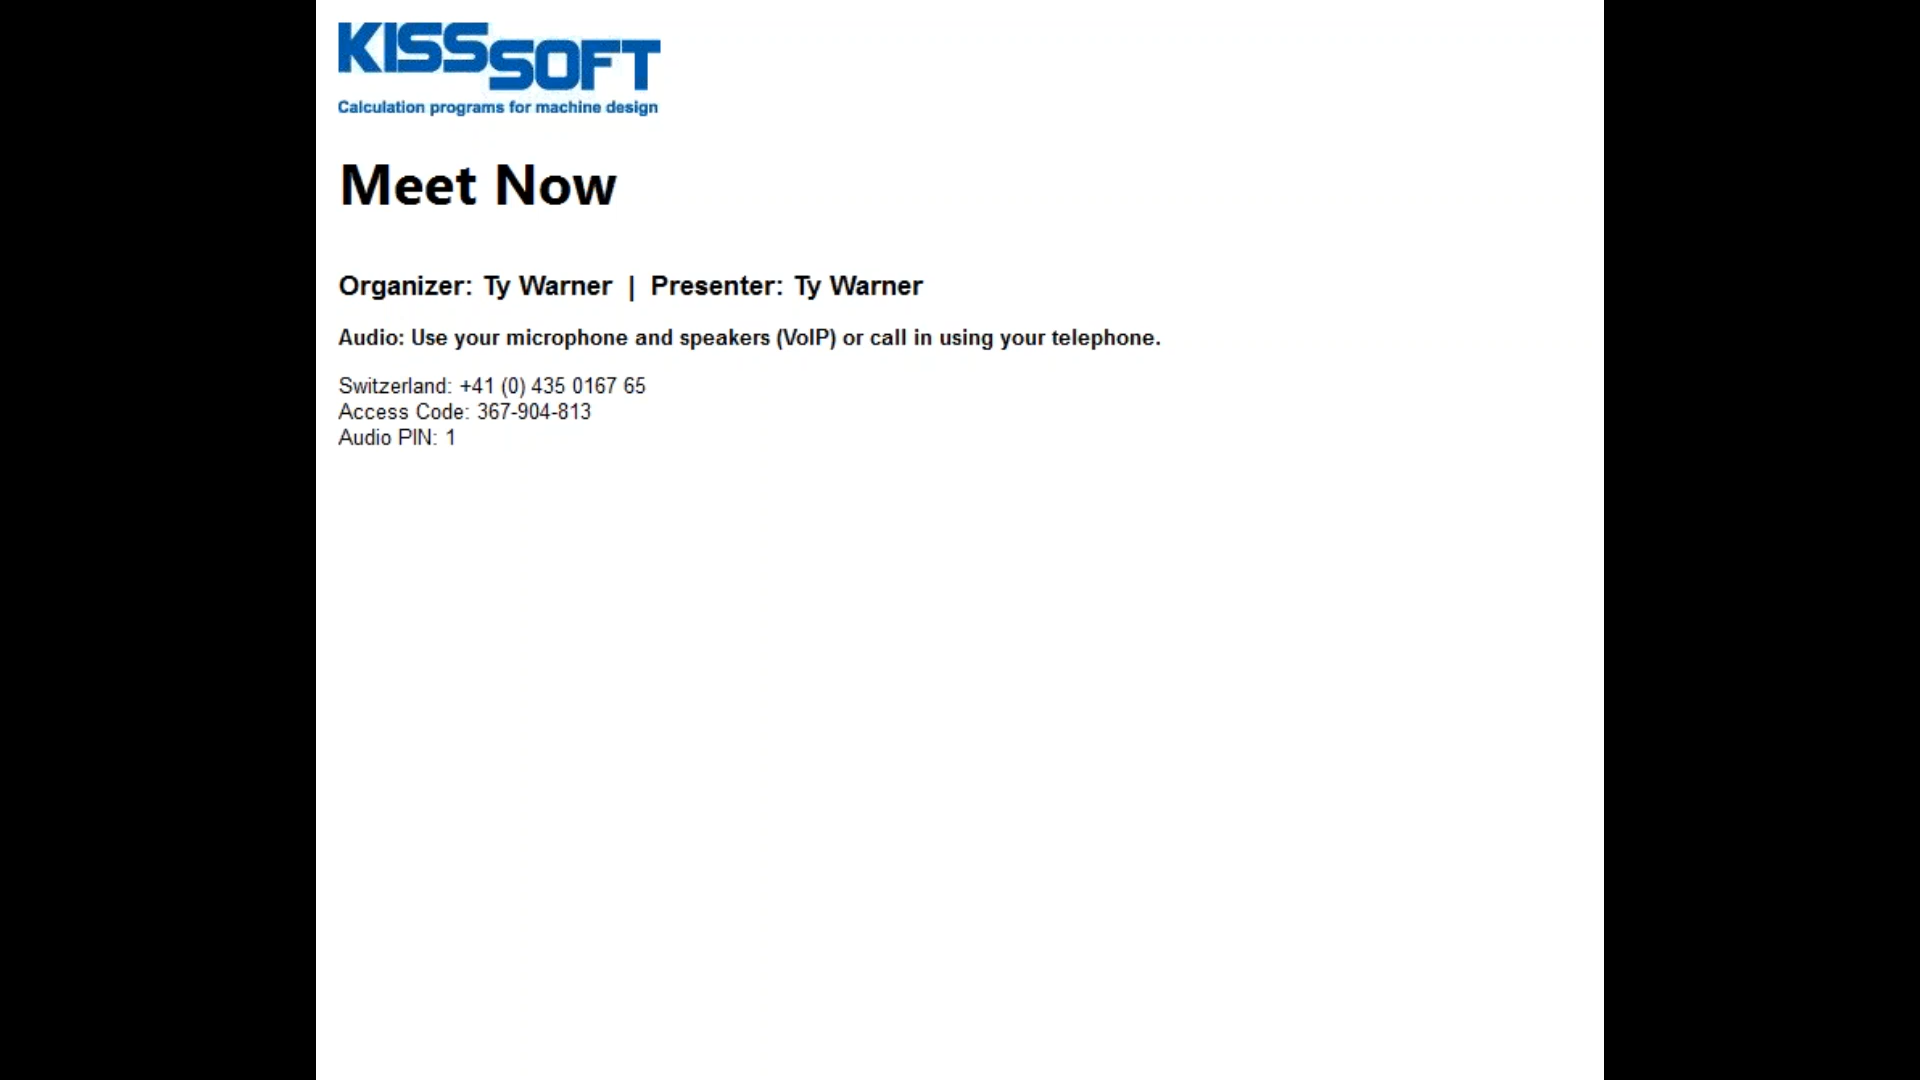 KISSSOFT
Calculation programs for machine design
Meet Now
Organizer: Ty Warner | Presenter: Ty Warner
Audio: Use your microphone and speakers (VoIP) or call in using your telephone.
Switzerland: +41 (0) 435 0167 65
Access Code: 367-904-813
Audio PIN: 1